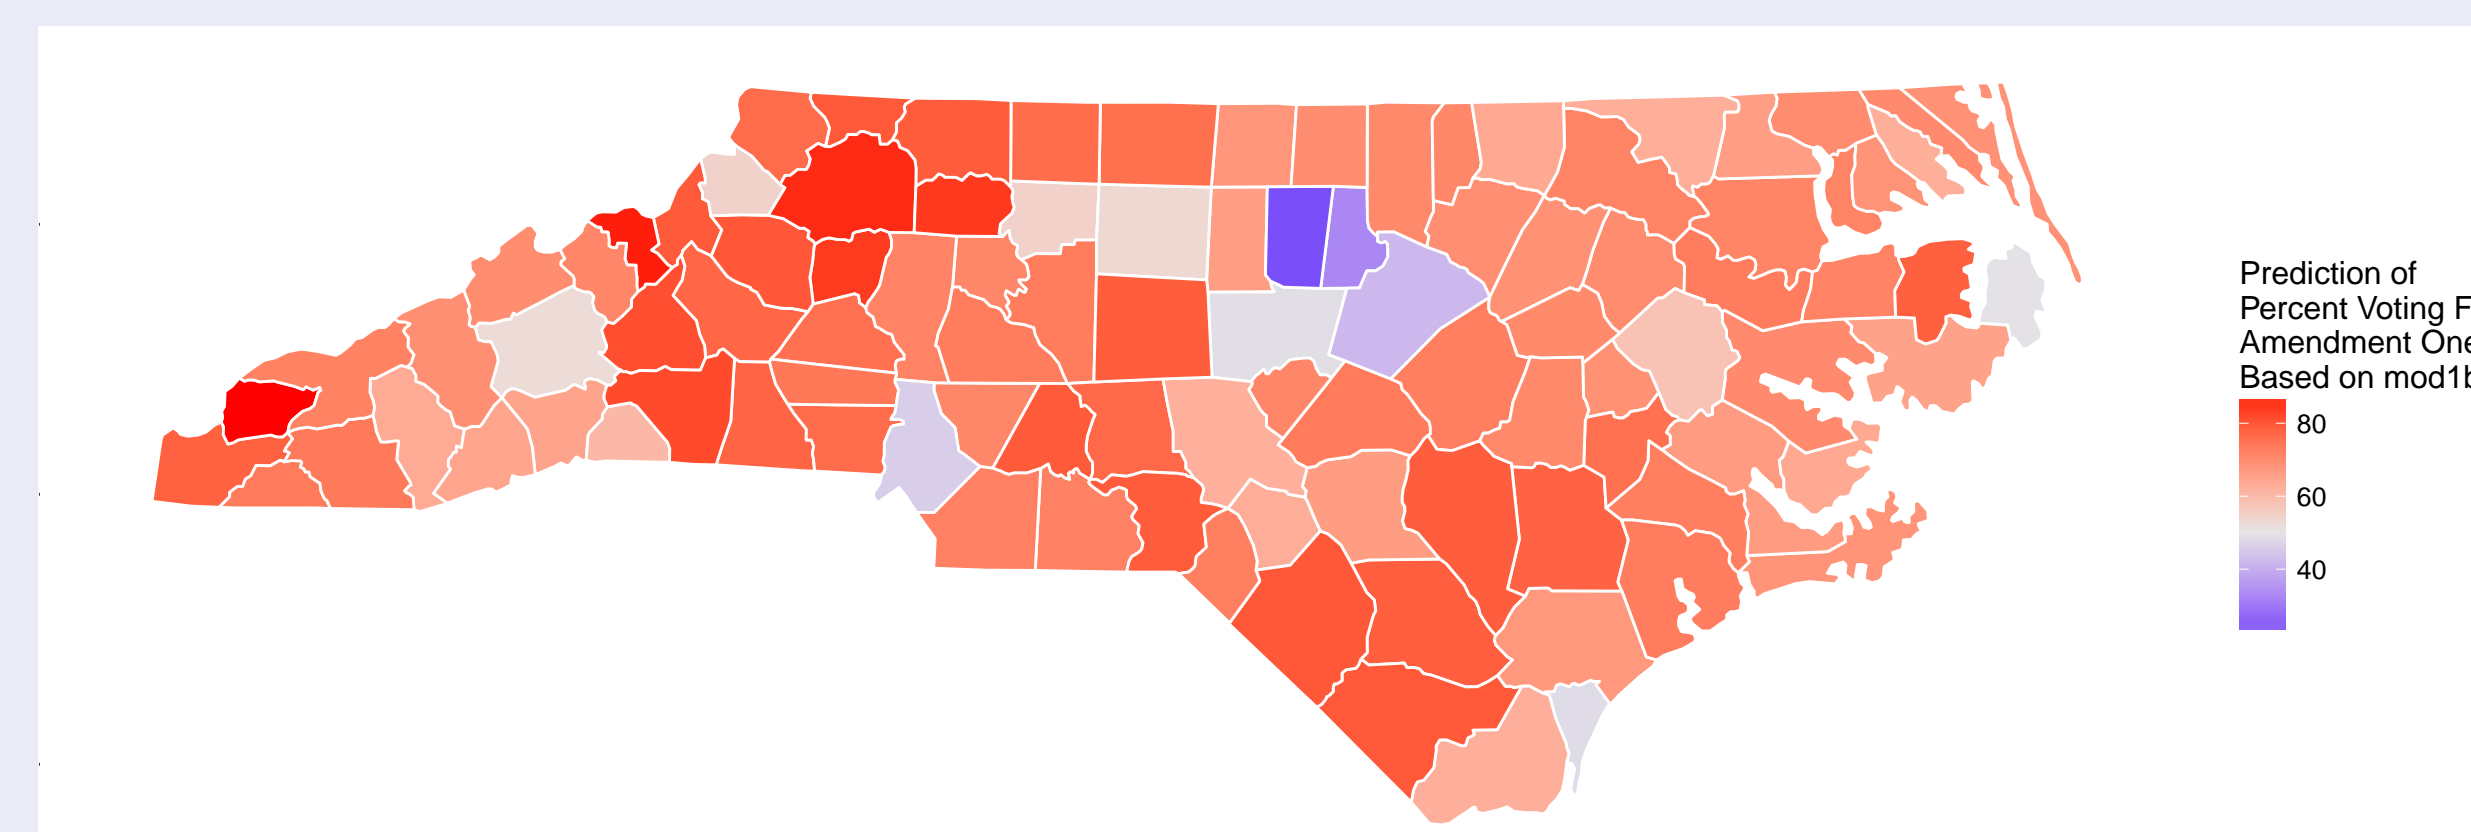 Prediction of
Percent Voting F
Amendment One
Based on mod1b
80
60
40